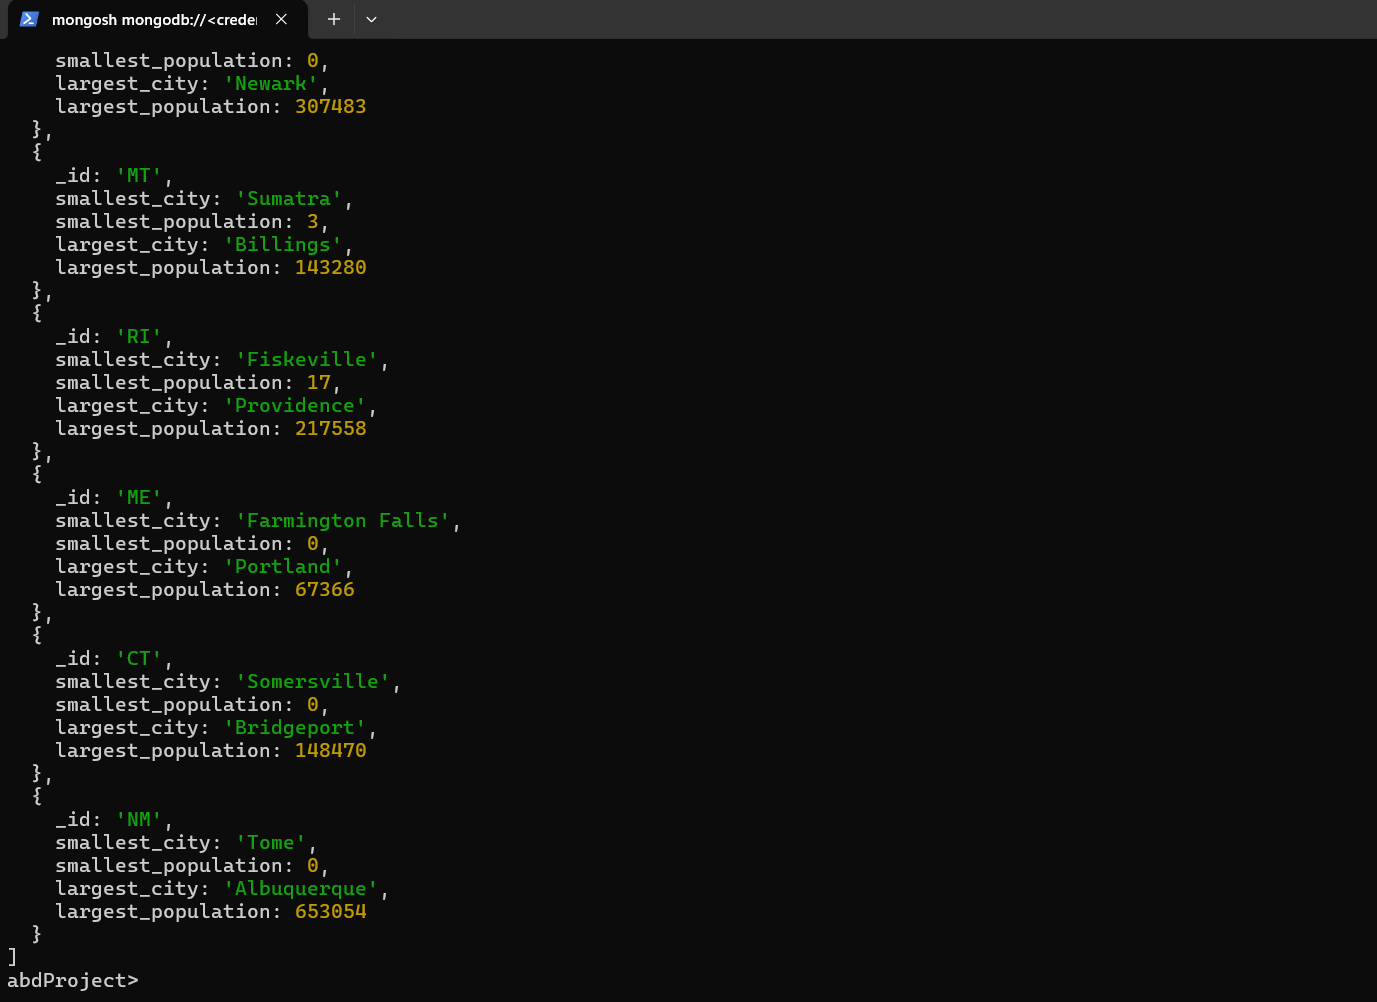 mongosh mongodb://<crede
smallest_population: 0,
largest_city: 'Newark',
largest_population: 307483
},
{
_id: 'MT',
smallest_city: 'Sumatra',
smallest_population: 3,
largest_city: 'Billings',
largest_population: 143280
},
{
_id: 'RI',
smallest_city: 'Fiskeville',
smallest_population: 17,
largest_city: 'Providence',
largest_population: 217558
},
{
_id: 'ME',
smallest_city: 'Farmington Falls',
smallest_population: 0,
largest_city: 'Portland',
largest_population: 67366
},
{
_id: 'CT',
smallest_city: 'Somersville',
smallest_population: 0,
largest_city: 'Bridgeport',
largest_population: 148470
},
{
_id: 'NM',
smallest_city: 'Tome',
smallest_population: 0,
largest_city: 'Albuquerque',
largest_population: 653054
}
]
abdProject>